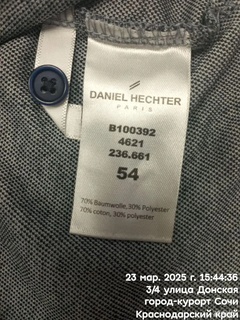 DANIEL HECHTER
PARIS
B100392
4621
236.661
54
70% Baumwolle, 30% Polyester
70% cotton, 30% polyester
23 мар. 2025 г. 15:44:36
3/4 улица Донская
город-курорт Сочи
Краснодарский край